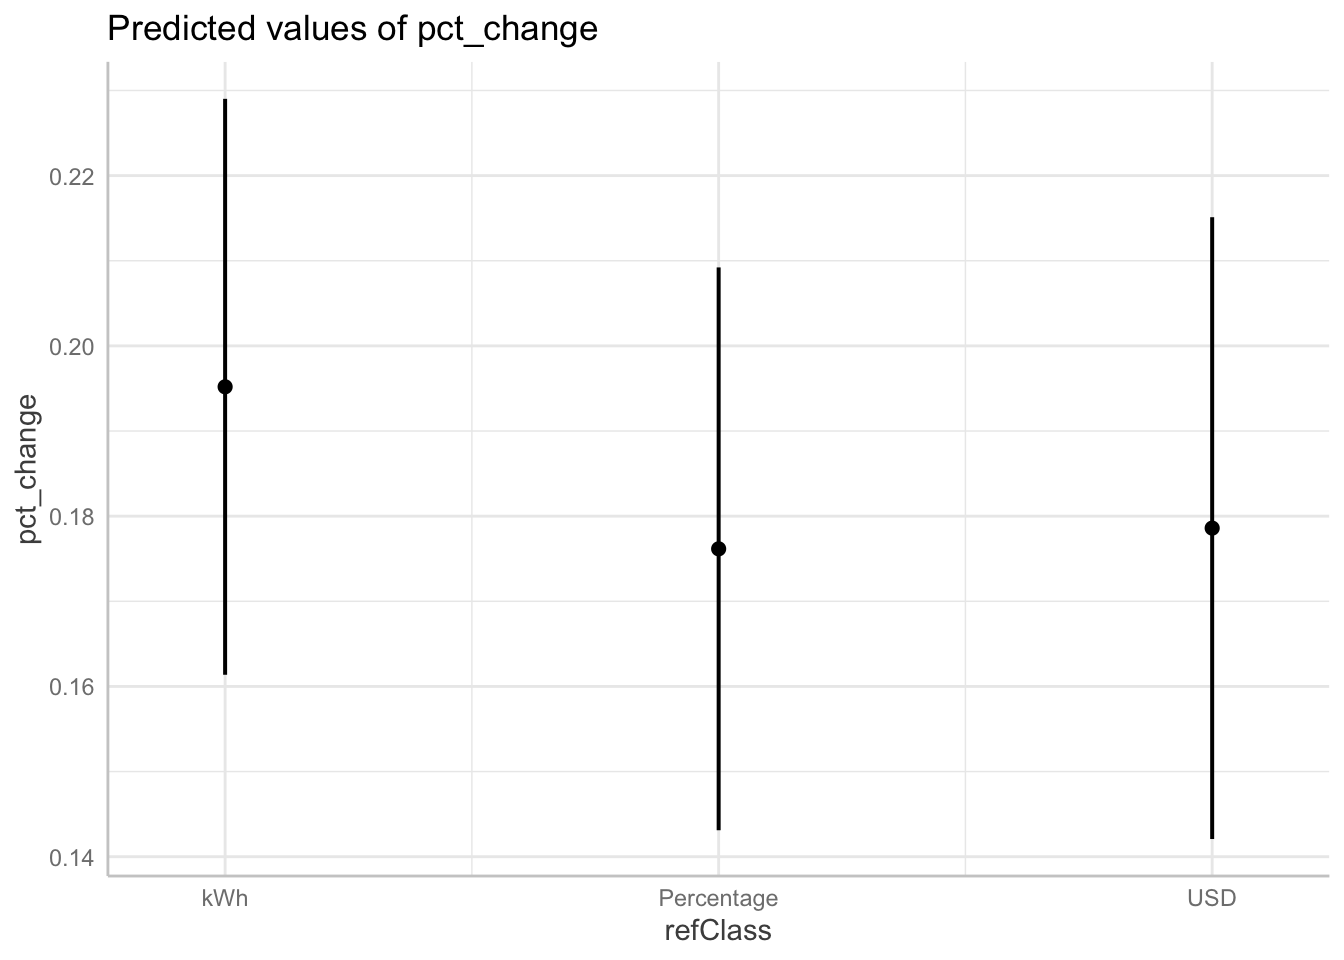 Predicted values of pct_change
pct_change
0.22
0.20
0.18
0.16
0.14
kWh Percentage USD
refClass